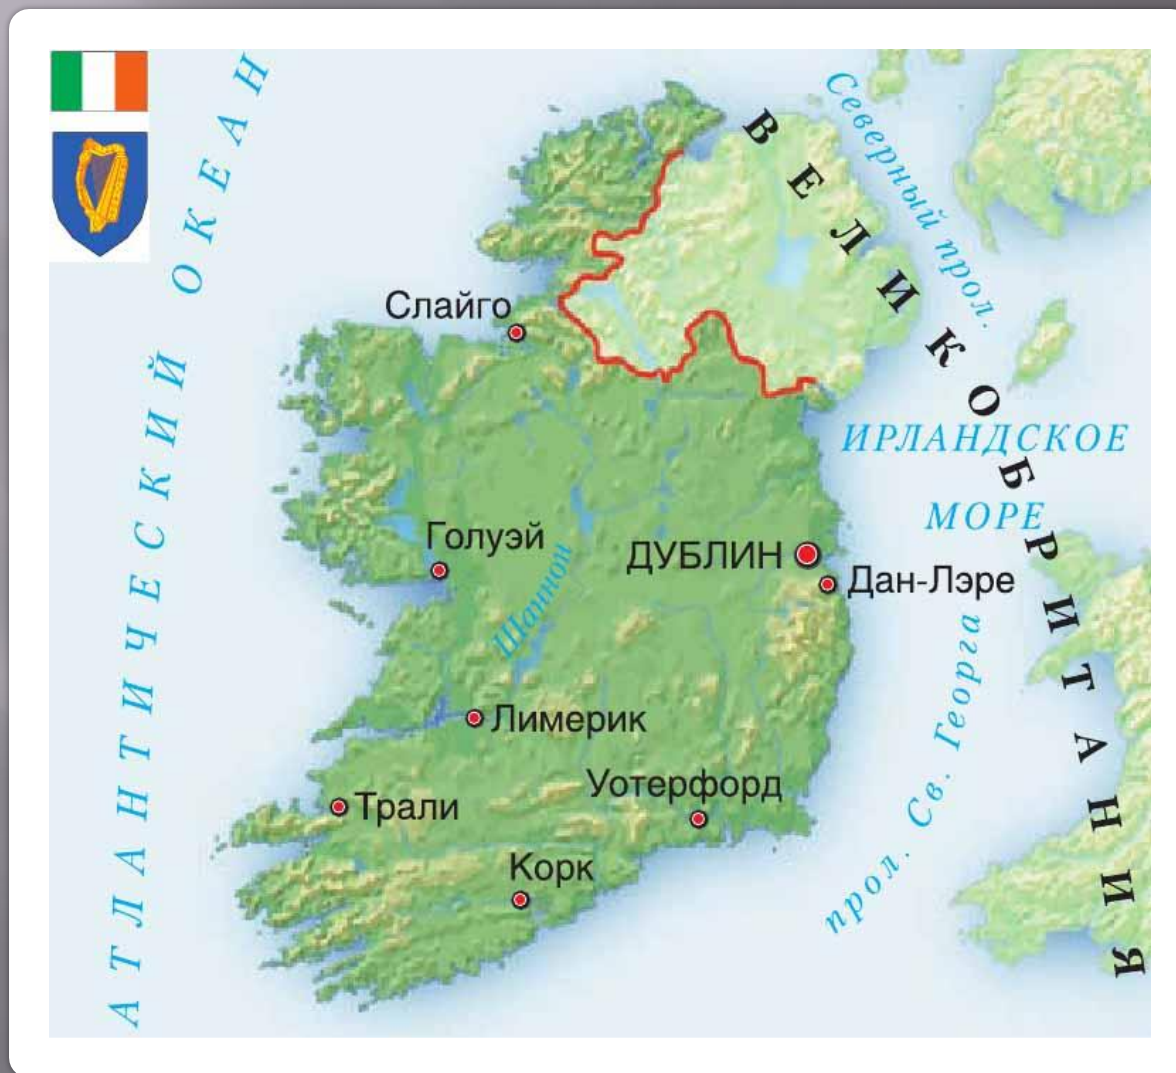 АТЛАНТИЧЕСКИЙ ОКЕАН
ВЕЛИКОБРИТАНИЯ
Северный прол.
Слайго
ИРЛАНДСКОЕ
МОРЕ
Голуэй
ДУБЛИН
Дан-Лэре
Шаннон
прол. Св. Георга
Лимерик
Уотерфорд
Трали
Корк